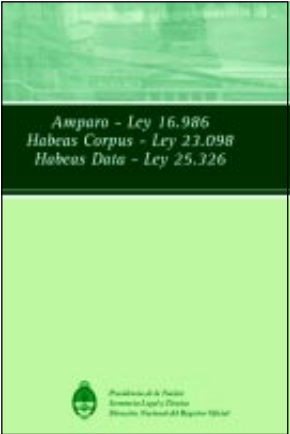 Amparo - Ley 16.986
Habeas Corpus - Ley 23.098
Habeas Data - Ley 25.326
Presidencia de la Nación
Secretaría Legal y Técnica
Dirección Nacional del Registro Oficial